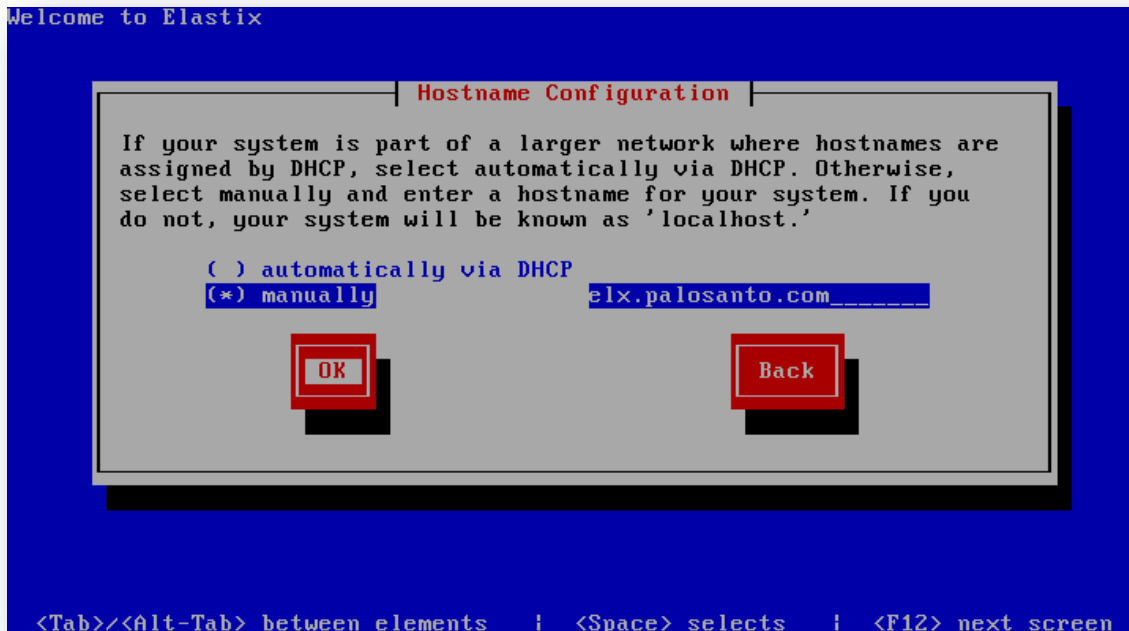 Welcome to Elastix
Hostname Configuration
If your system is part of a larger network where hostnames are
assigned by DHCP, select automatically via DHCP. Otherwise,
select manually and enter a hostname for your system. If you
do not, your system will be known as 'localhost.'
( ) automatically via DHCP
(*) manually elx.palosanto.com_______
OK Back
<Tab>/<Alt-Tab> between elements | <Space> selects | <F12> next screen